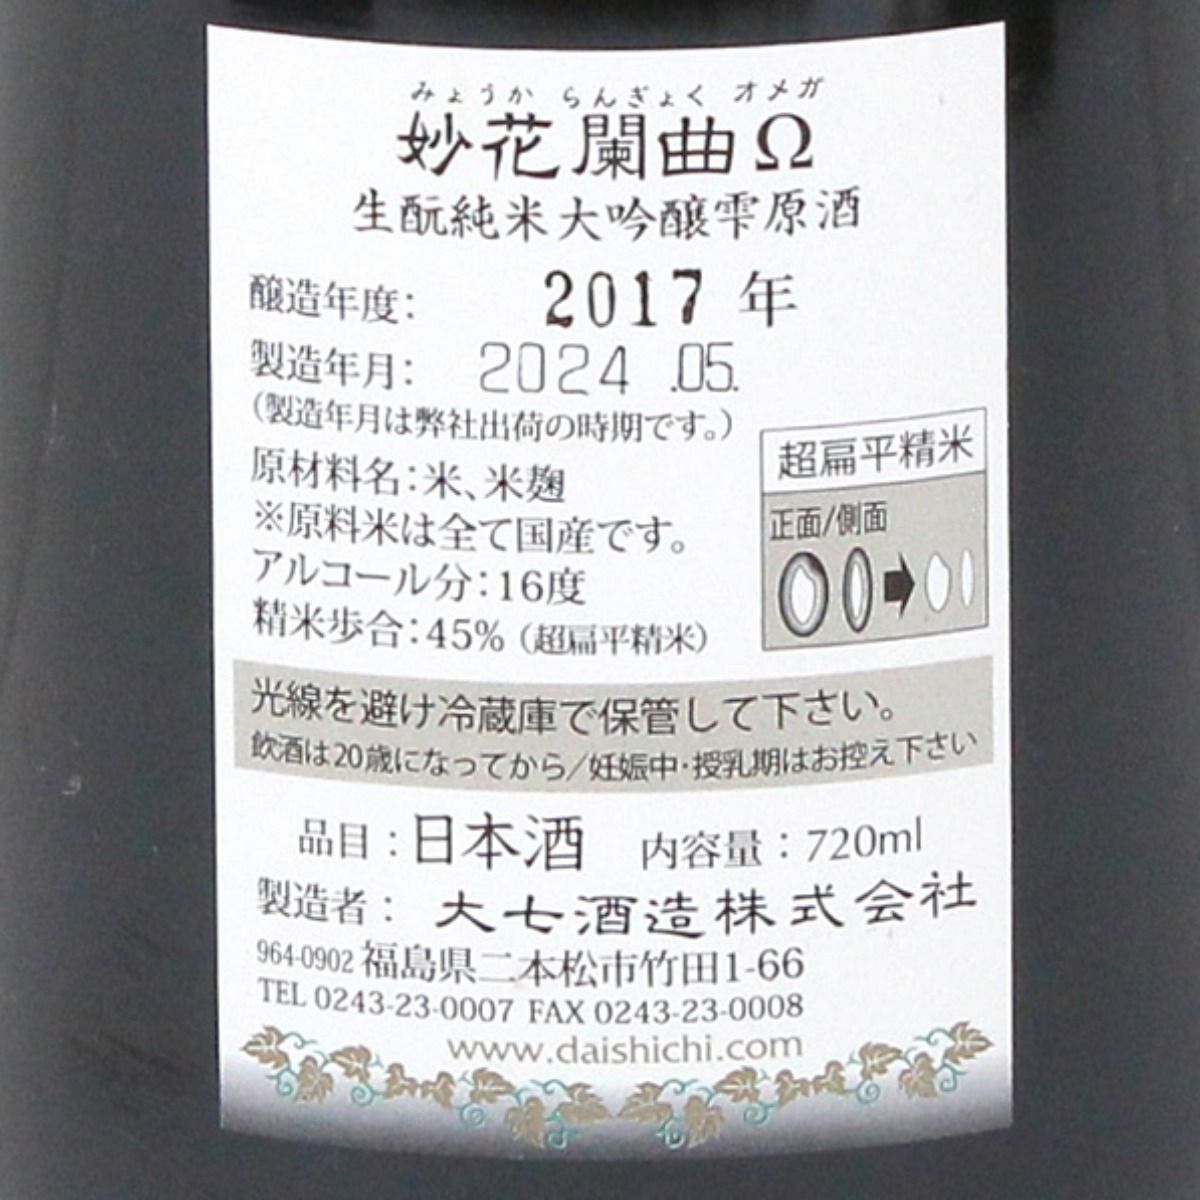 みょうか らんぎょく オメガ
妙花闌曲Ω
生酛純米大吟醸雫原酒
醸造年度： 2017 年
製造年月： 2024 .05.
（製造年月は弊社出荷の時期です。）
原材料名：米、米麹
※原料米は全て国産です。
アルコール分：16度
精米歩合：45%（超扁平精米）
超扁平精米
正面/側面
光線を避け冷蔵庫で保管して下さい。
飲酒は20歳になってから/妊娠中・授乳期はお控え下さい
品目：日本酒 内容量：720ml
製造者：大七酒造株式会社
964-0902 福島県二本松市竹田1-66
TEL 0243-23-0007 FAX 0243-23-0008
www.daishichi.com